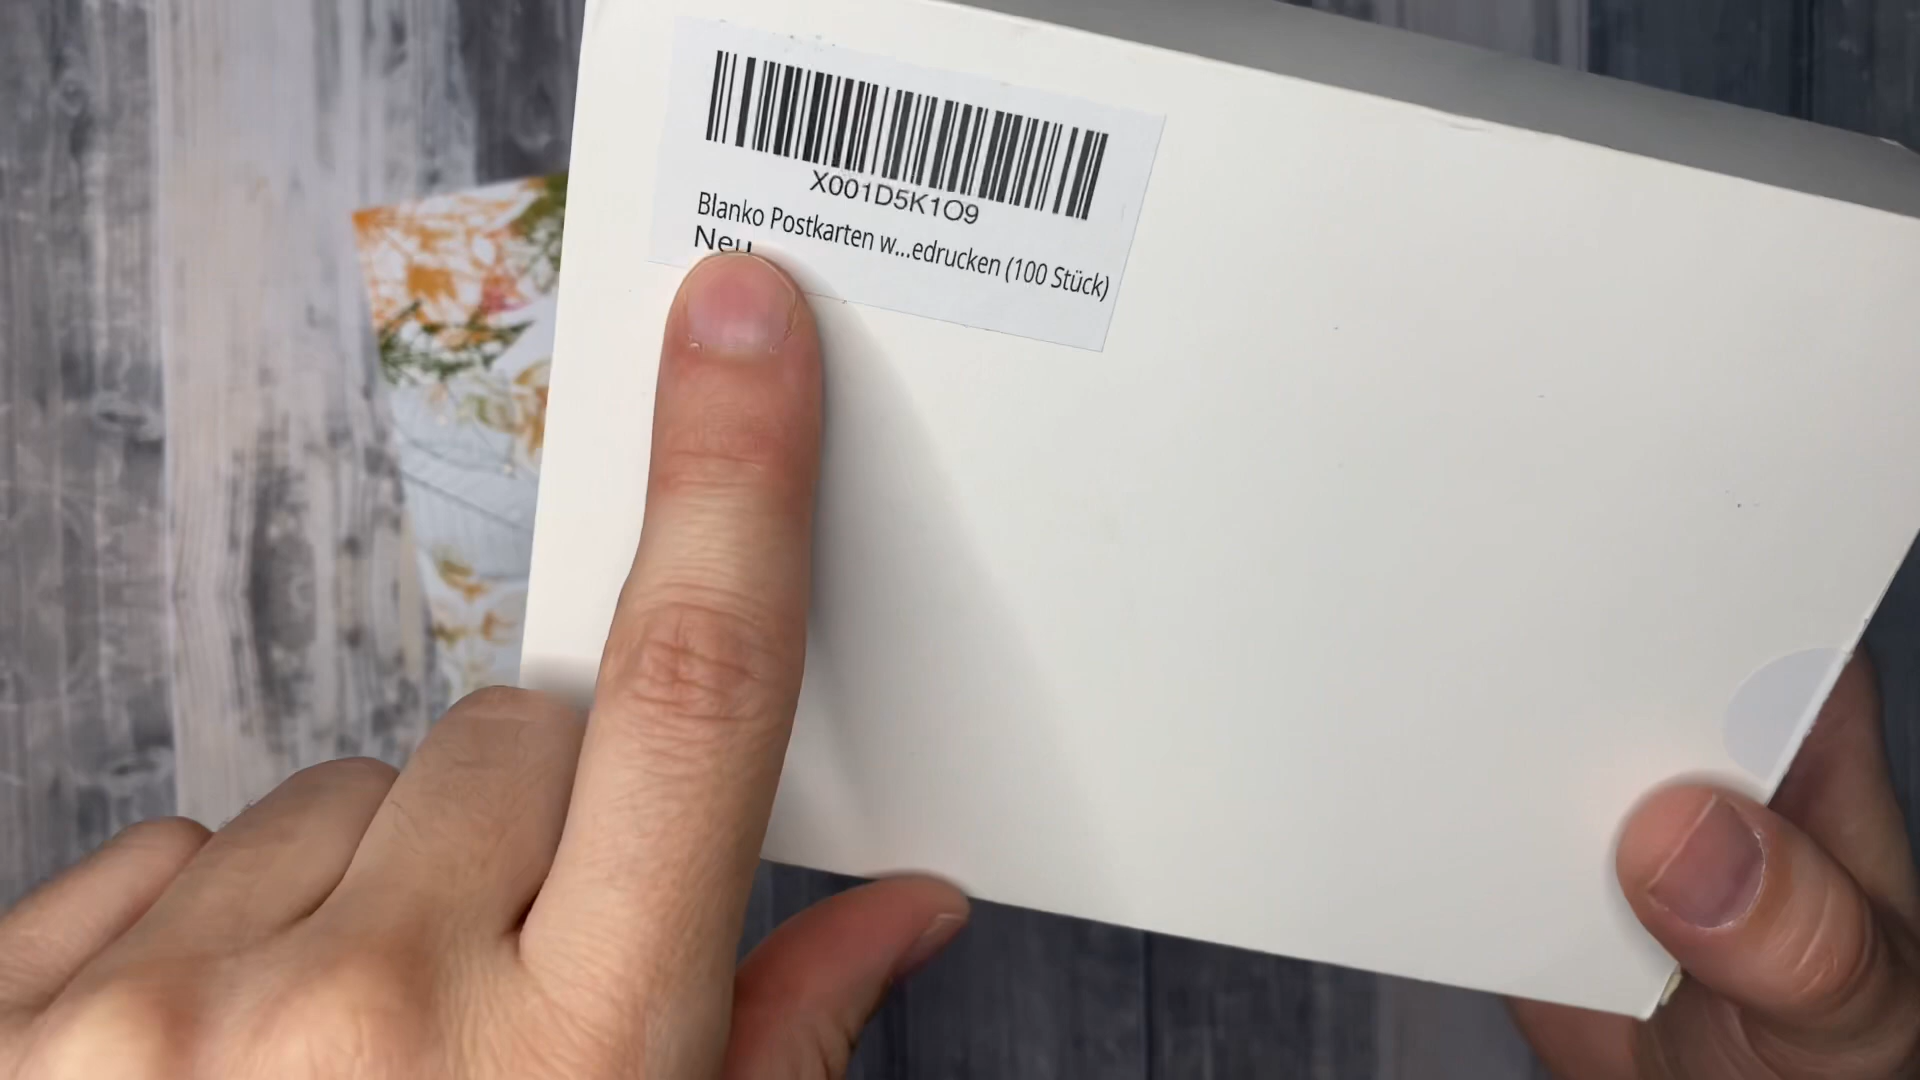 X001D5K1O9
Blanko Postkarten w...edrucken (100 Stück)
Neu